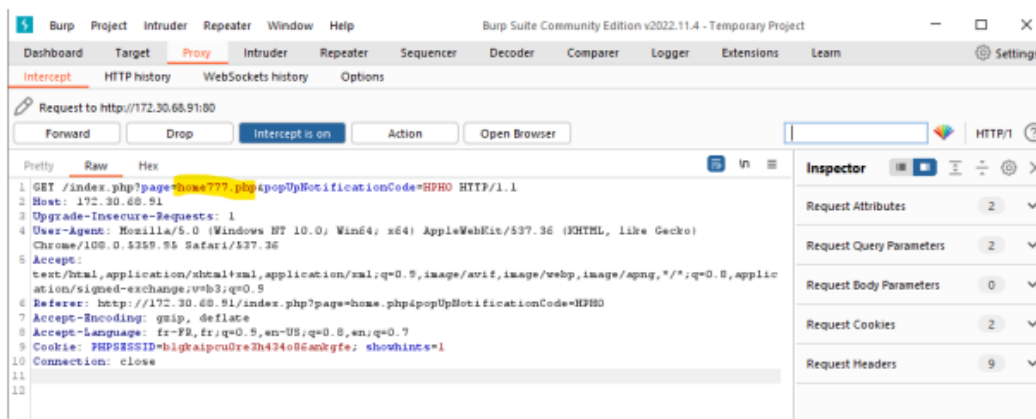 Burp Project Intruder Repeater Window Help Burp Suite Community Edition v2022.11.4 - Temporary Project
Dashboard Target Proxy Intruder Repeater Sequencer Decoder Comparer Logger Extensions Learn Settings
Intercept HTTP history WebSockets history Options
Request to http://172.30.68.91:80
Forward Drop Intercept is on Action Open Browser HTTP/1
Pretty Raw Hex \n Inspector
1 GET /index.php?page=home777.php&popUpNotificationCode=HPH0 HTTP/1.1
2 Host: 172.30.68.91
3 Upgrade-Insecure-Requests: 1
4 User-Agent: Mozilla/5.0 (Windows NT 10.0; Win64; x64) AppleWebKit/537.36 (KHTML, like Gecko)
Chrome/108.0.5359.95 Safari/537.36
5 Accept:
text/html,application/xhtml+xml,application/xml;q=0.9,image/avif,image/webp,image/apng,*/*;q=0.8,applic
ation/signed-exchange;v=b3;q=0.9
6 Referer: http://172.30.68.91/index.php?page=home.php&popUpNotificationCode=HPH0
7 Accept-Encoding: gzip, deflate
8 Accept-Language: fr-FR,fr;q=0.9,en-US;q=0.8,en;q=0.7
9 Cookie: showhints=1
10 Connection: close
11
12
Request Attributes 2
Request Query Parameters 2
Request Body Parameters 0
Request Cookies 2
Request Headers 9